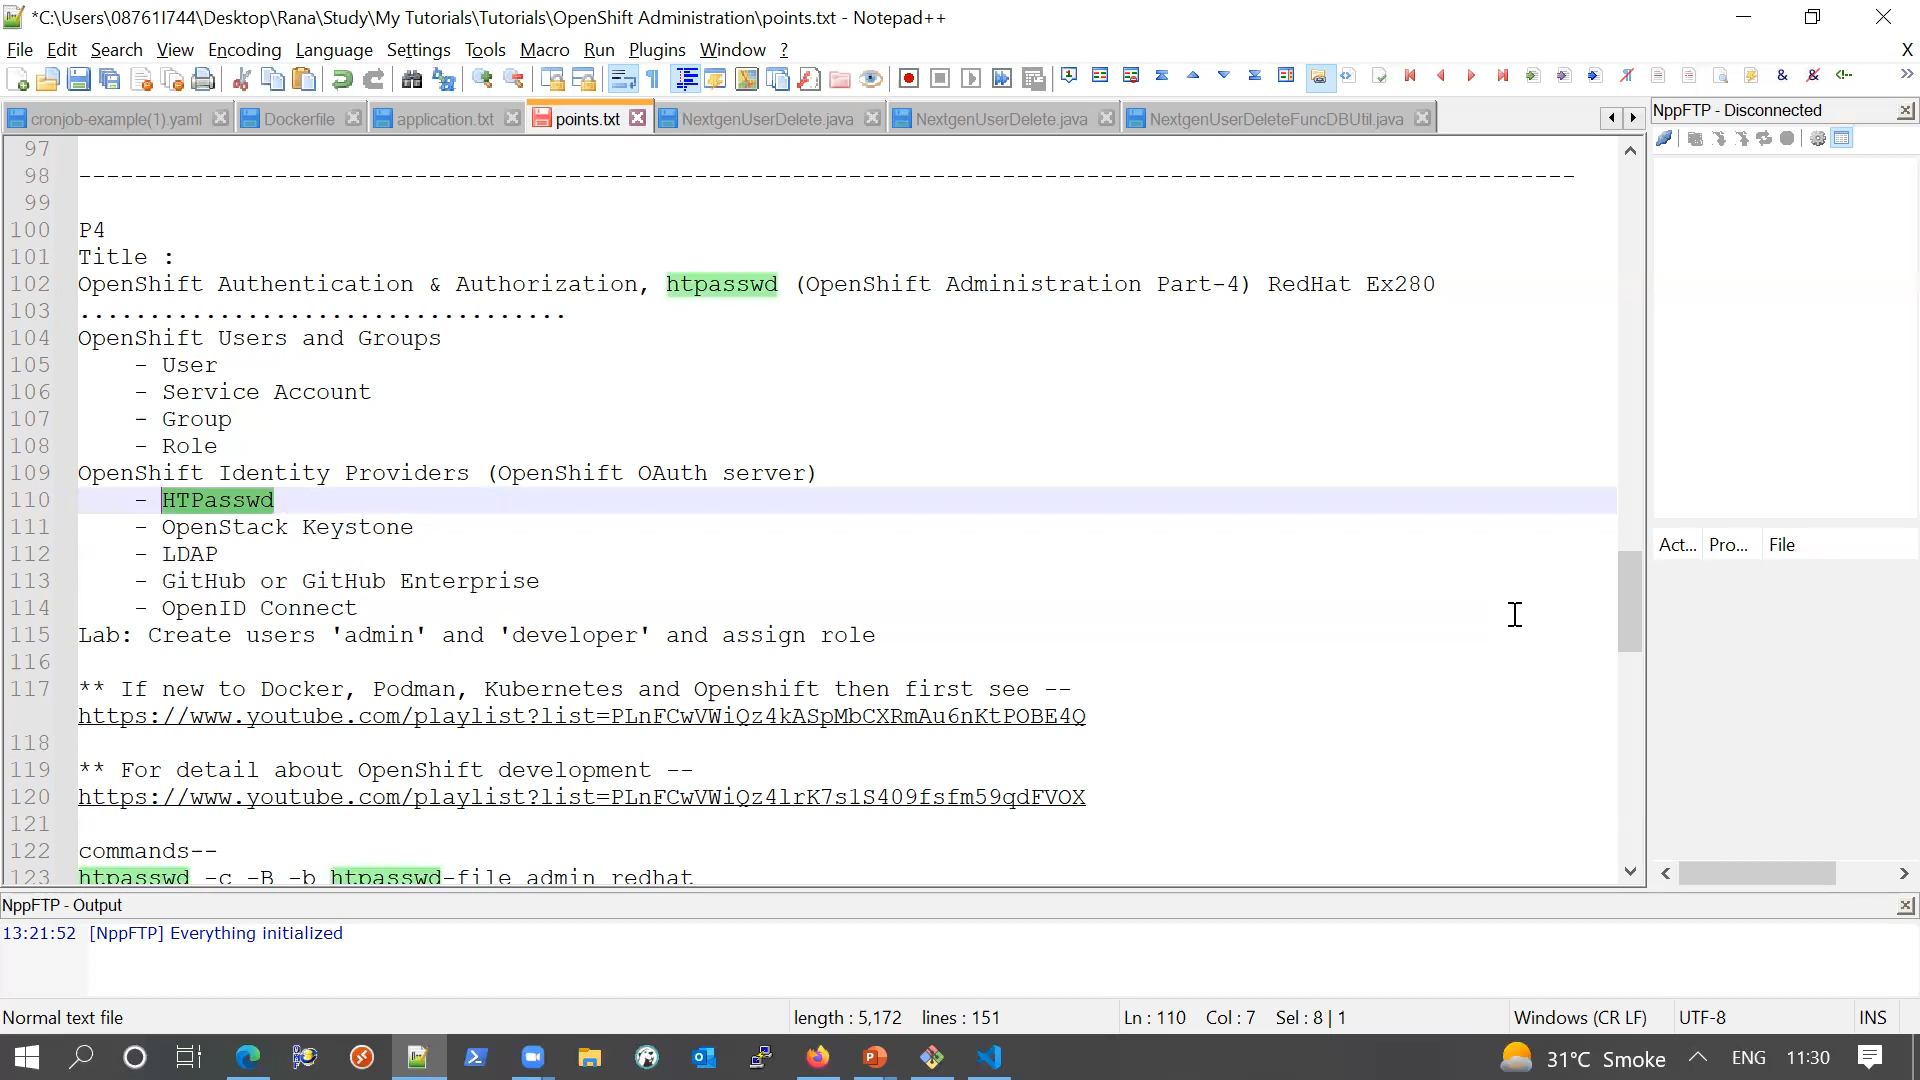 *C:\Users\08761I744\Desktop\Rana\Study\My Tutorials\Tutorials\OpenShift Administration\points.txt - Notepad++
File Edit Search View Encoding Language Settings Tools Macro Run Plugins Window ? X
cronjob-example(1).yaml Dockerfile application.txt points.txt NextgenUserDelete.java NextgenUserDelete.java NextgenUserDeleteFuncDBUtil.java
NppFTP - Disconnected
97
98 -----------------------------------------------------------------------------------------------------------
99
100 P4
101 Title :
102 OpenShift Authentication & Authorization, htpasswd (OpenShift Administration Part-4) RedHat Ex280
103 ...................................
104 OpenShift Users and Groups
105 - User
106 - Service Account
107 - Group
108 - Role
109 OpenShift Identity Providers (OpenShift OAuth server)
110 - HTPasswd
111 - OpenStack Keystone
112 - LDAP
113 - GitHub or GitHub Enterprise
114 - OpenID Connect
115 Lab: Create users 'admin' and 'developer' and assign role
116
117 ** If new to Docker, Podman, Kubernetes and Openshift then first see --
https://www.youtube.com/playlist?list=PLnFCwVWiQz4kASpMbCXRmAu6nKtPOBE4Q
118
119 ** For detail about OpenShift development --
120 https://www.youtube.com/playlist?list=PLnFCwVWiQz4lrK7s1S409fsfm59qdFVOX
121
122 commands--
123 htpasswd -c -B -b htpasswd-file admin redhat
Act... Pro... File
NppFTP - Output
13:21:52 [NppFTP] Everything initialized
Normal text file length : 5,172 lines : 151 Ln : 110 Col : 7 Sel : 8 | 1 Windows (CR LF) UTF-8 INS
31°C Smoke ENG 11:30